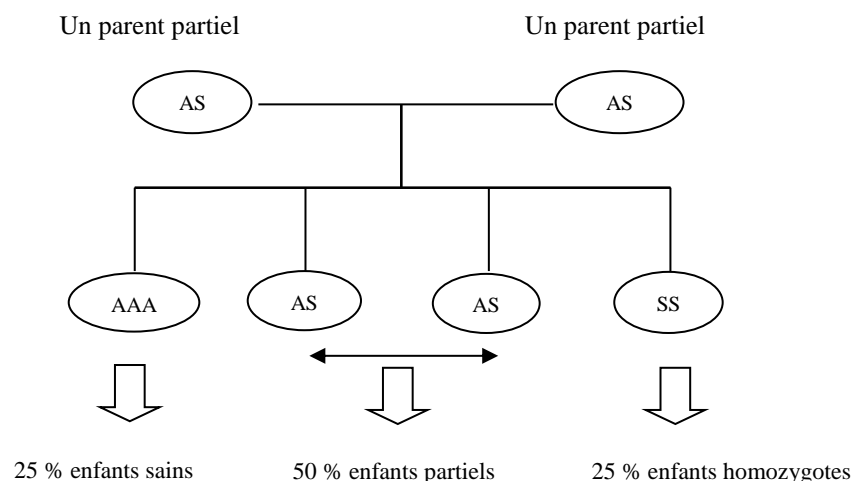 Un parent partiel Un parent partiel
AS AS
AAA AS AS SS
25 % enfants sains 50 % enfants partiels 25 % enfants homozygotes